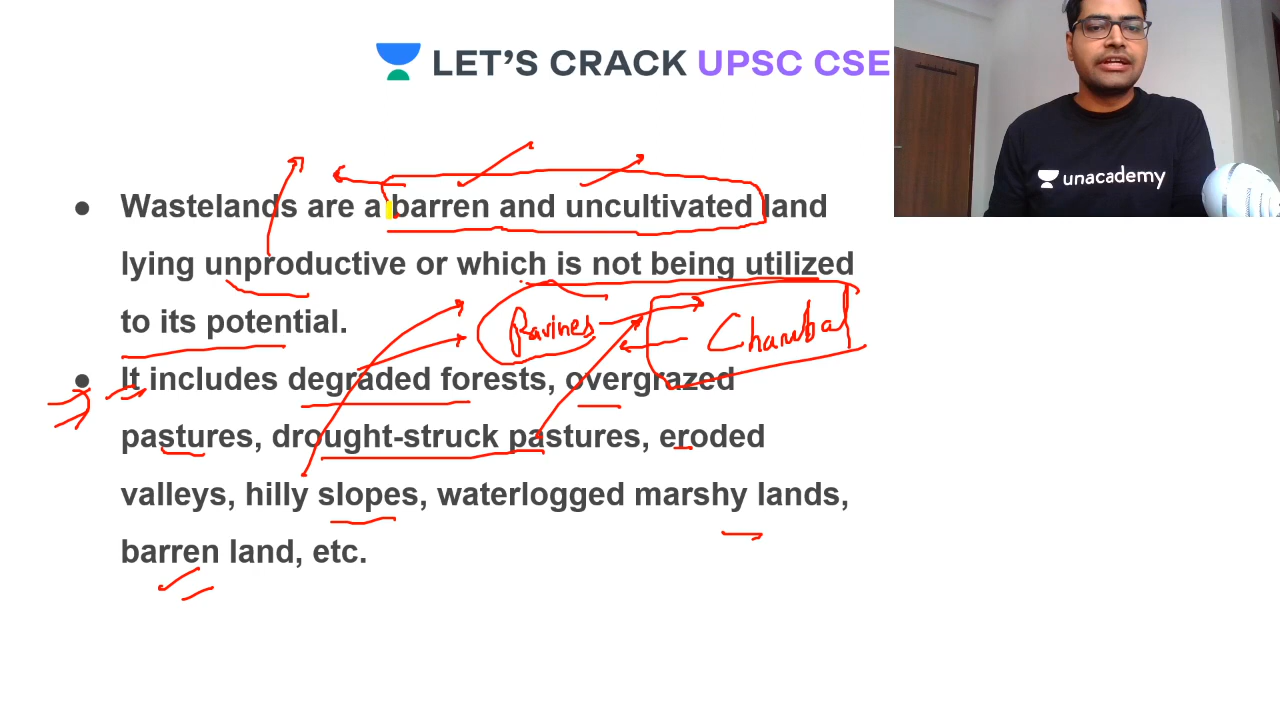 LET'S CRACK UPSC CSE
unacademy
● Wastelands are a barren and uncultivated land
lying unproductive or which is not being utilized
to its potential.
Ravines
Chambal
● It includes degraded forests, overgrazed
pastures, drought-struck pastures, eroded
valleys, hilly slopes, waterlogged marshy lands,
barren land, etc.